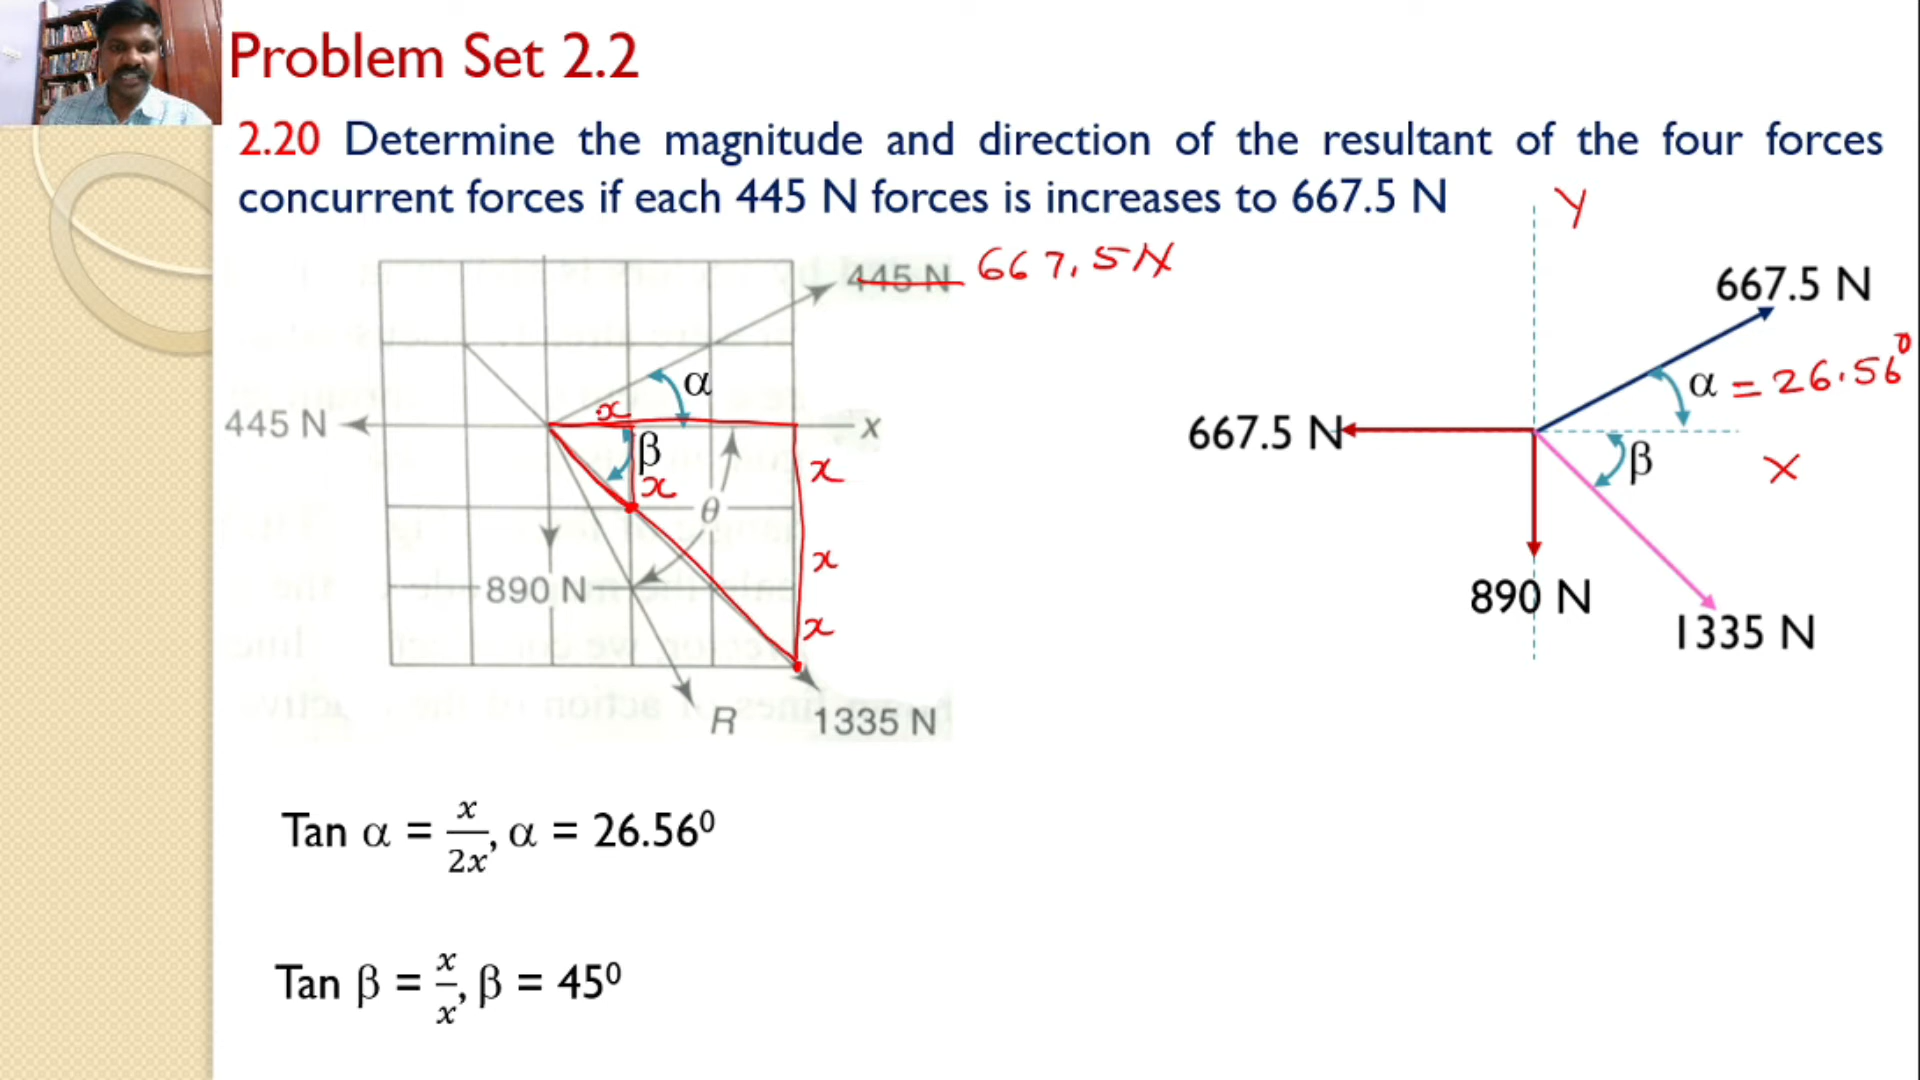 Problem Set 2.2
2.20 Determine the magnitude and direction of the resultant of the four forces
concurrent forces if each 445 N forces is increases to 667.5 N
Y
445 N 667.5N
667.5 N
α
α = 26.56⁰
x
445 N
x
667.5 N
β
x
β
x
X
θ
x
890 N
890 N
x
1335 N
R
1335 N
Tan α = x/2x, α = 26.56⁰
Tan β = x/x, β = 45⁰